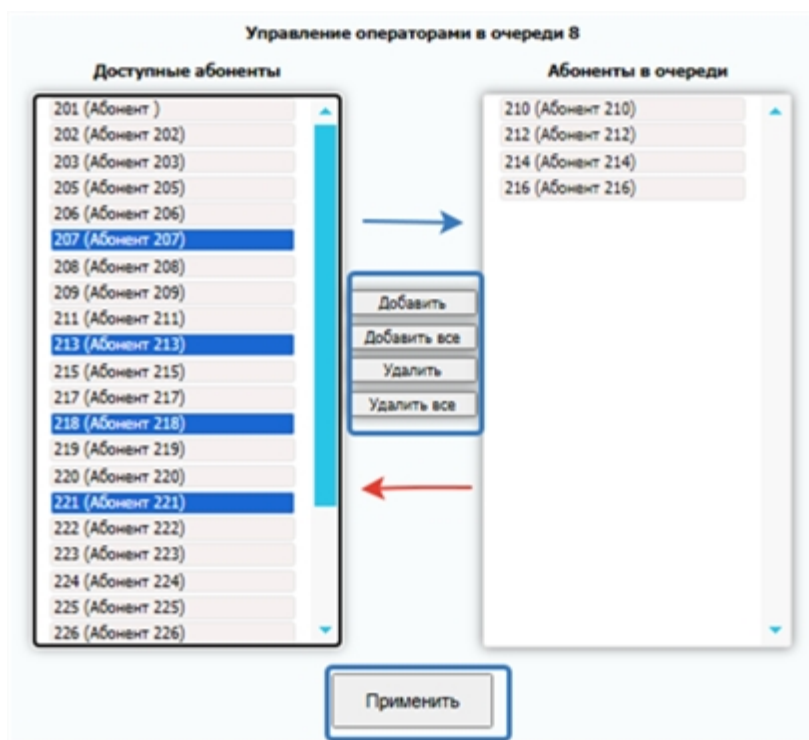 Управление операторами в очереди 8
Доступные абоненты
201 (Абонент )
202 (Абонент 202)
203 (Абонент 203)
205 (Абонент 205)
206 (Абонент 206)
207 (Абонент 207)
208 (Абонент 208)
209 (Абонент 209)
211 (Абонент 211)
213 (Абонент 213)
215 (Абонент 215)
217 (Абонент 217)
218 (Абонент 218)
219 (Абонент 219)
220 (Абонент 220)
221 (Абонент 221)
222 (Абонент 222)
223 (Абонент 223)
224 (Абонент 224)
225 (Абонент 225)
226 (Абонент 226)
Добавить
Добавить все
Удалить
Удалить все
Абоненты в очереди
210 (Абонент 210)
212 (Абонент 212)
214 (Абонент 214)
216 (Абонент 216)
Применить